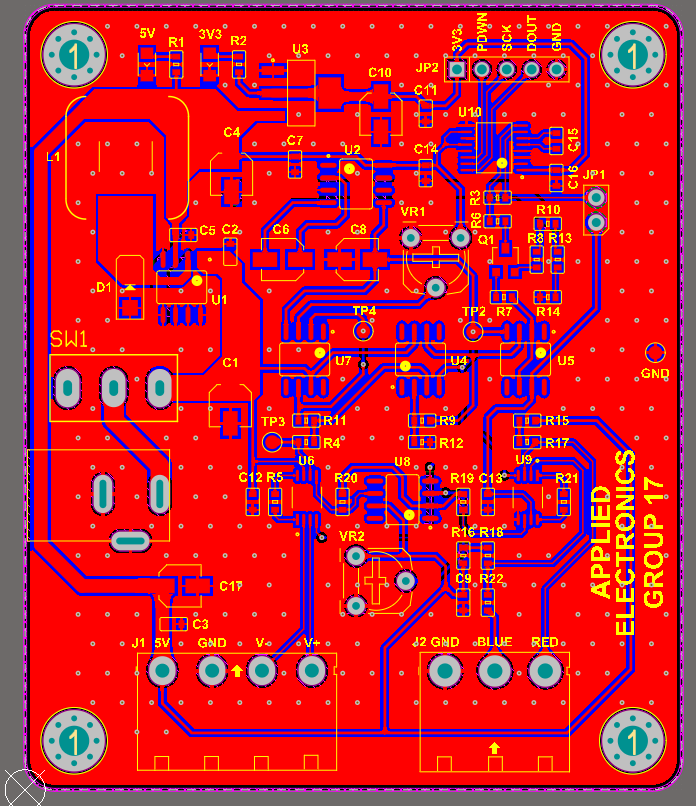 5V R1 3V3 R2 U3
3V3 PDWN SCK DOUT GND
1 JP2 1
C10 C11
U10
C4 C7 U2 C14 C15
L1
C16 JP1
R3
VR1 R6 R10
C5 C2 C6 C8 Q1 R8 R13
D1 U1 R7 R14
TP4 TP2
SW1
U7 U4 U5
C1 GND
TP3 R11 R9 R15
R4 R12 R17
U6 U8 U9
C12 R5 R20 R19 C13 R21
APPLIED
ELECTRONICS
GROUP 17
VR2 R16 R18
C17 C9 R22
C3
J1 5V GND V- V+ J2 GND BLUE RED
1 1